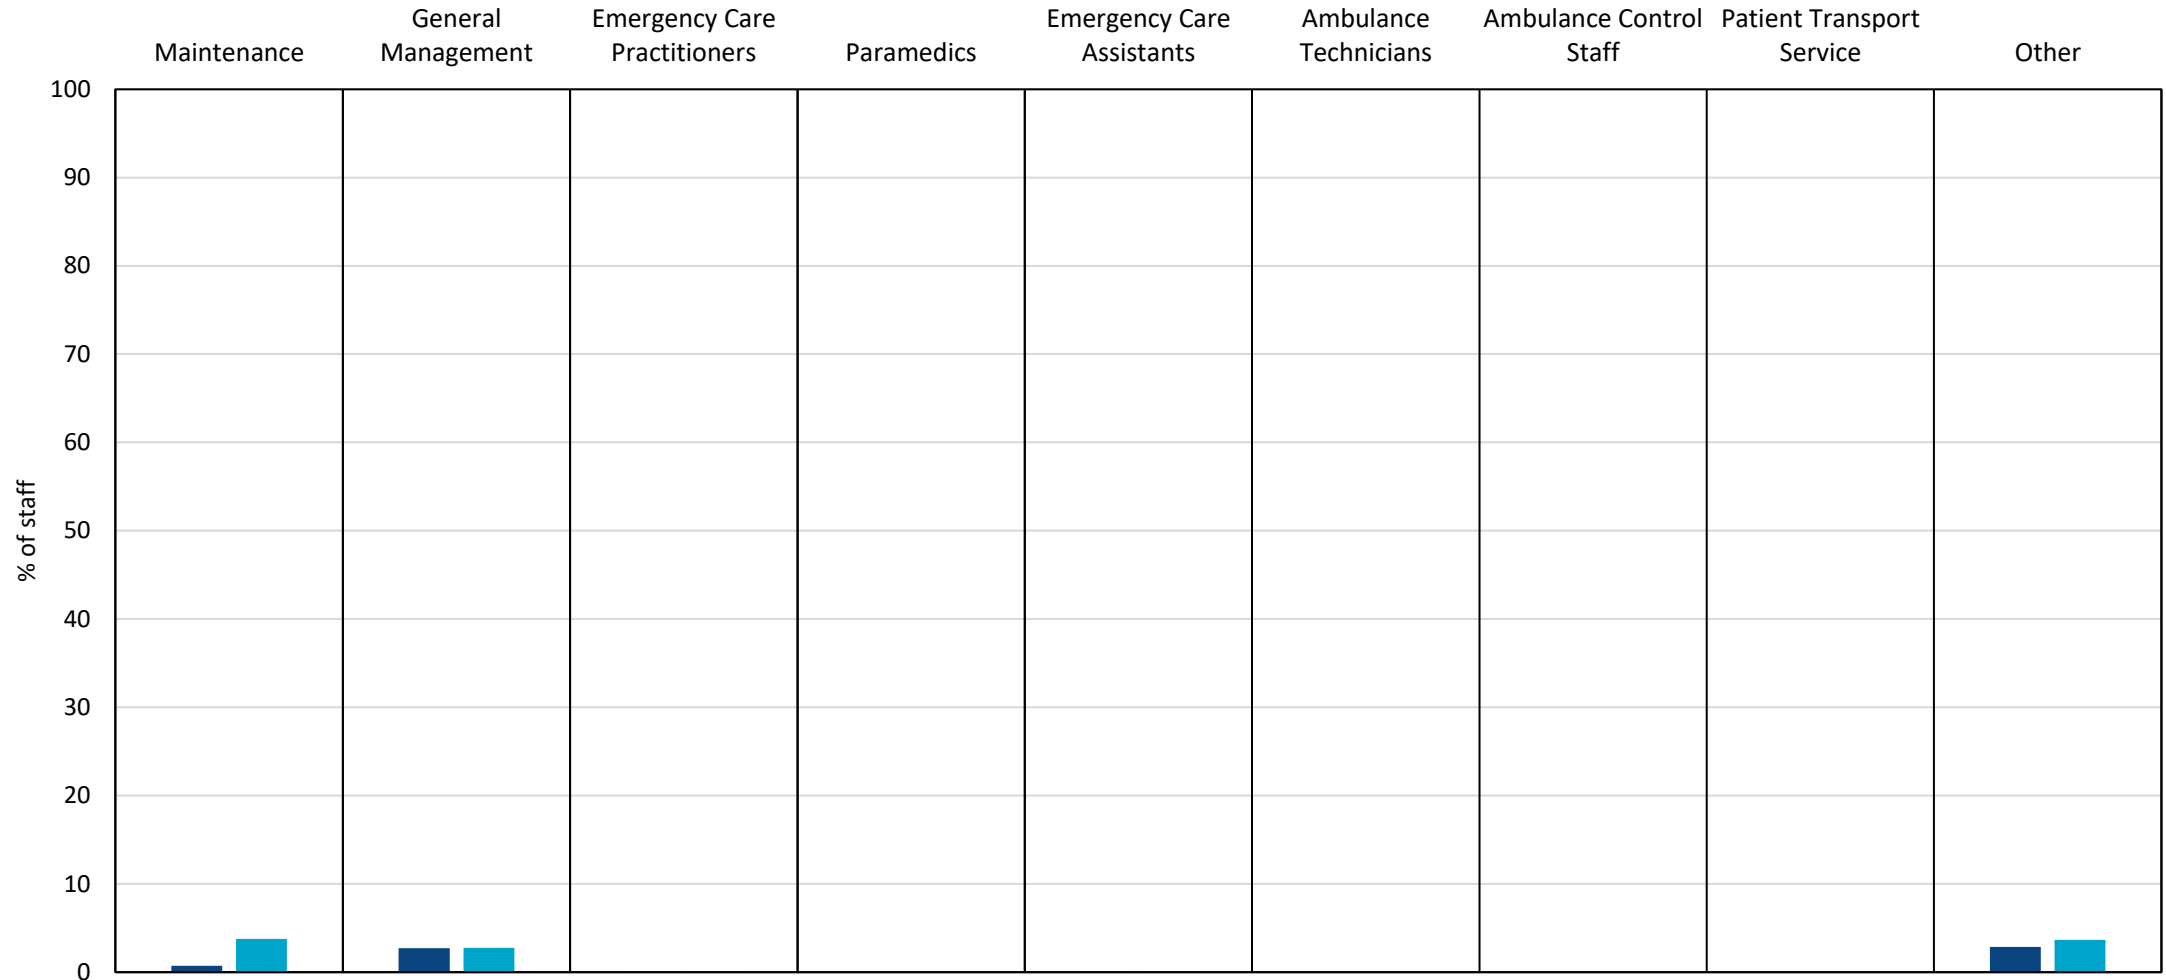 Maintenance
General
Management
Emergency Care
Practitioners
Paramedics
Emergency Care
Assistants
Ambulance
Technicians
Ambulance Control
Staff
Patient Transport
Service
Other
100
90
80
70
60
50
40
30
20
10
0
% of staff